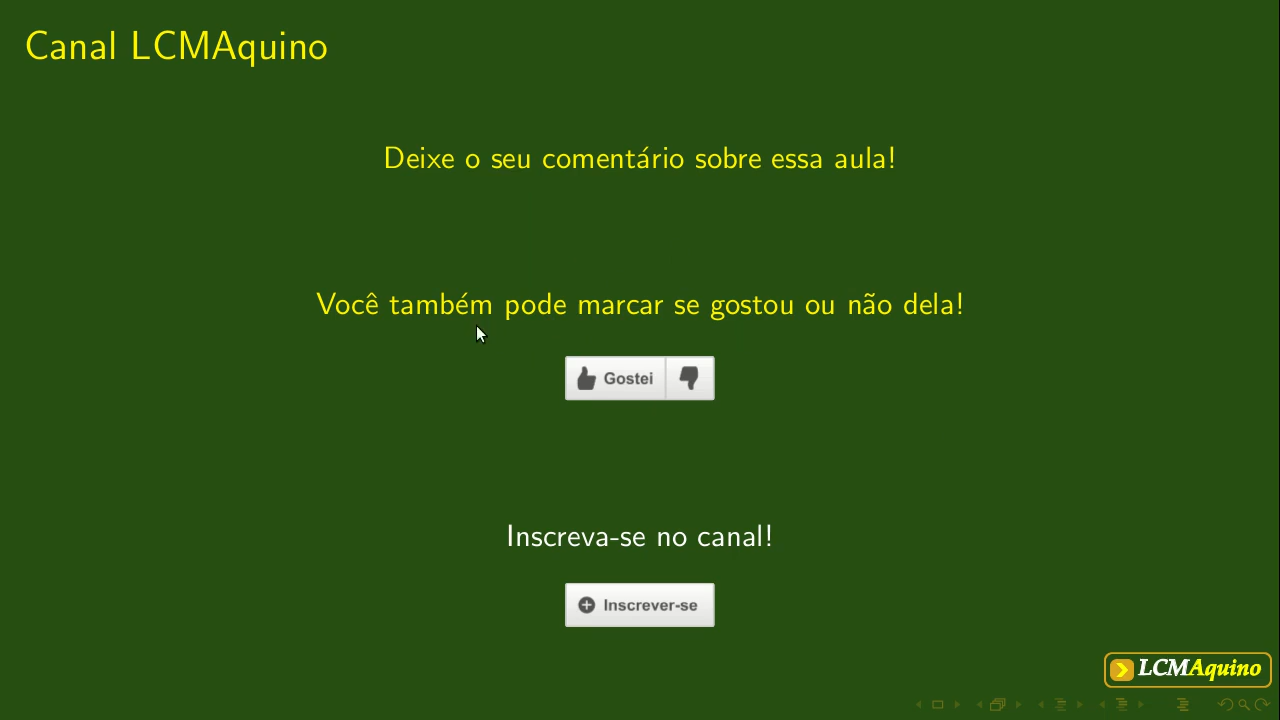 Canal LCMAquino
Deixe o seu comentário sobre essa aula!
Você também pode marcar se gostou ou não dela!
Gostei
Inscreva-se no canal!
Inscrever-se
LCMAquino